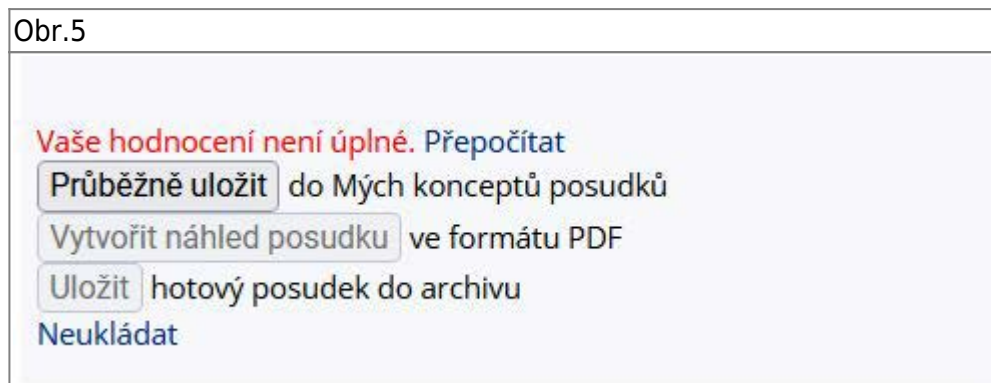 Obr.5
Vaše hodnocení není úplné. Přepočítat
Průběžně uložit do Mých konceptů posudků
Vytvořit náhled posudku ve formátu PDF
Uložit hotový posudek do archivu
Neukládat